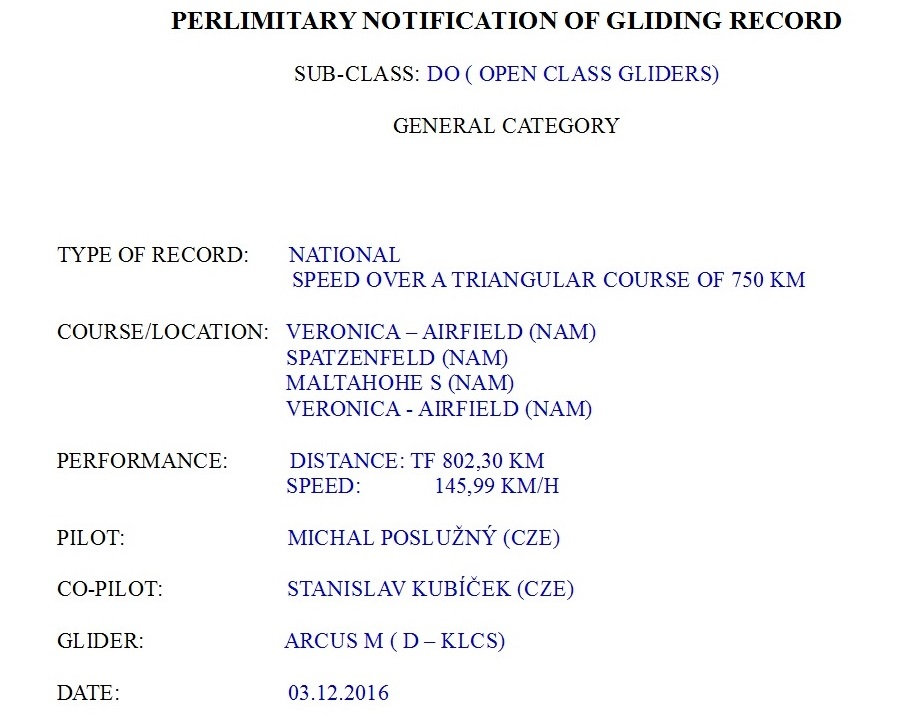 PERLIMITARY NOTIFICATION OF GLIDING RECORD
SUB-CLASS: DO ( OPEN CLASS GLIDERS)
GENERAL CATEGORY
TYPE OF RECORD: NATIONAL
SPEED OVER A TRIANGULAR COURSE OF 750 KM
COURSE/LOCATION: VERONICA – AIRFIELD (NAM)
SPATZENFELD (NAM)
MALTAHOHE S (NAM)
VERONICA - AIRFIELD (NAM)
PERFORMANCE: DISTANCE: TF 802,30 KM
SPEED: 145,99 KM/H
PILOT: MICHAL POSLUŽNÝ (CZE)
CO-PILOT: STANISLAV KUBÍČEK (CZE)
GLIDER: ARCUS M ( D – KLCS)
DATE: 03.12.2016